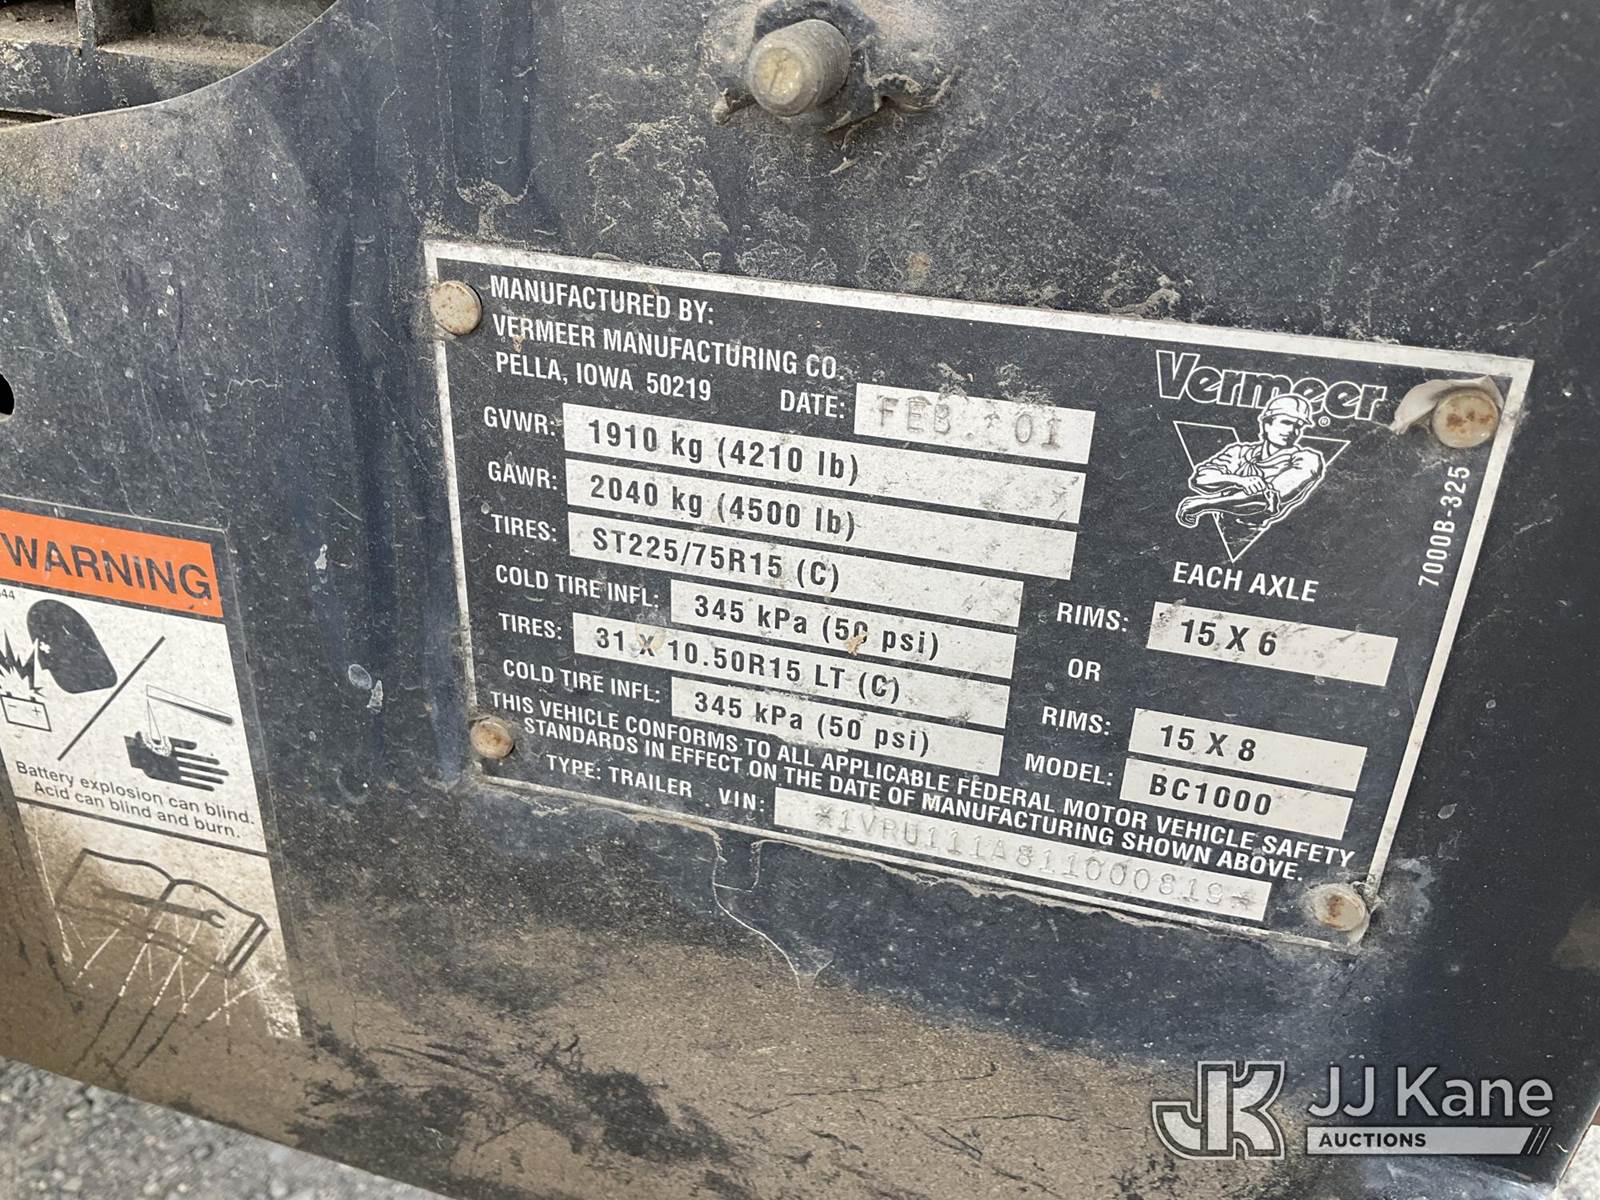 MANUFACTURED BY:
VERMEER MANUFACTURING CO.
PELLA, IOWA 50219
DATE: FEB. '01
GVWR: 1910 kg (4210 lb)
GAWR: 2040 kg (4500 lb)
TIRES: ST225/75R15 (C)
COLD TIRE INFL: 345 kPa (50 psi)
TIRES: 31 X 10.50R15 LT (C)
COLD TIRE INFL: 345 kPa (50 psi)
Vermeer®
EACH AXLE
RIMS: 15 X 6
OR
RIMS: 15 X 8
MODEL: BC1000
THIS VEHICLE CONFORMS TO ALL APPLICABLE FEDERAL MOTOR VEHICLE SAFETY
STANDARDS IN EFFECT ON THE DATE OF MANUFACTURING SHOWN ABOVE.
TYPE: TRAILER VIN: *1VRU111A811000819*
7000B-325
WARNING
Battery explosion can blind.
Acid can blind and burn.
JK JJ Kane
AUCTIONS